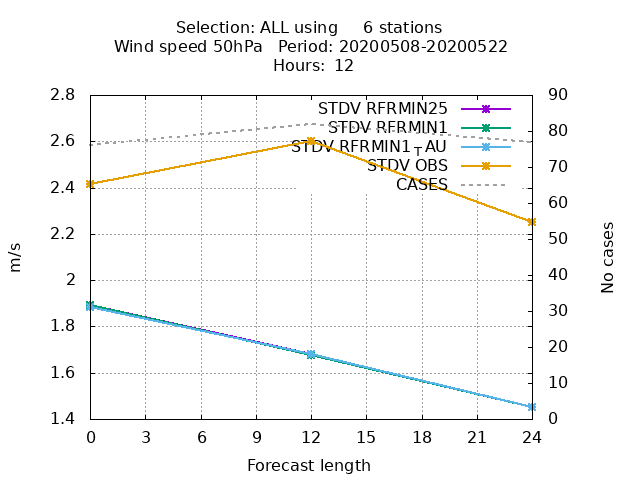 Selection: ALL using 6 stations
Wind speed 50hPa Period: 20200508-20200522
Hours: 12
2.8
2.6
2.4
2.2
2
1.8
1.6
1.4
m/s
STDV RFRMIN25
STDV RFRMIN1
STDV RFRMIN1TAU
STDV OBS
CASES
90
80
70
60
50
40
30
20
10
0
No cases
0 3 6 9 12 15 18 21 24
Forecast length